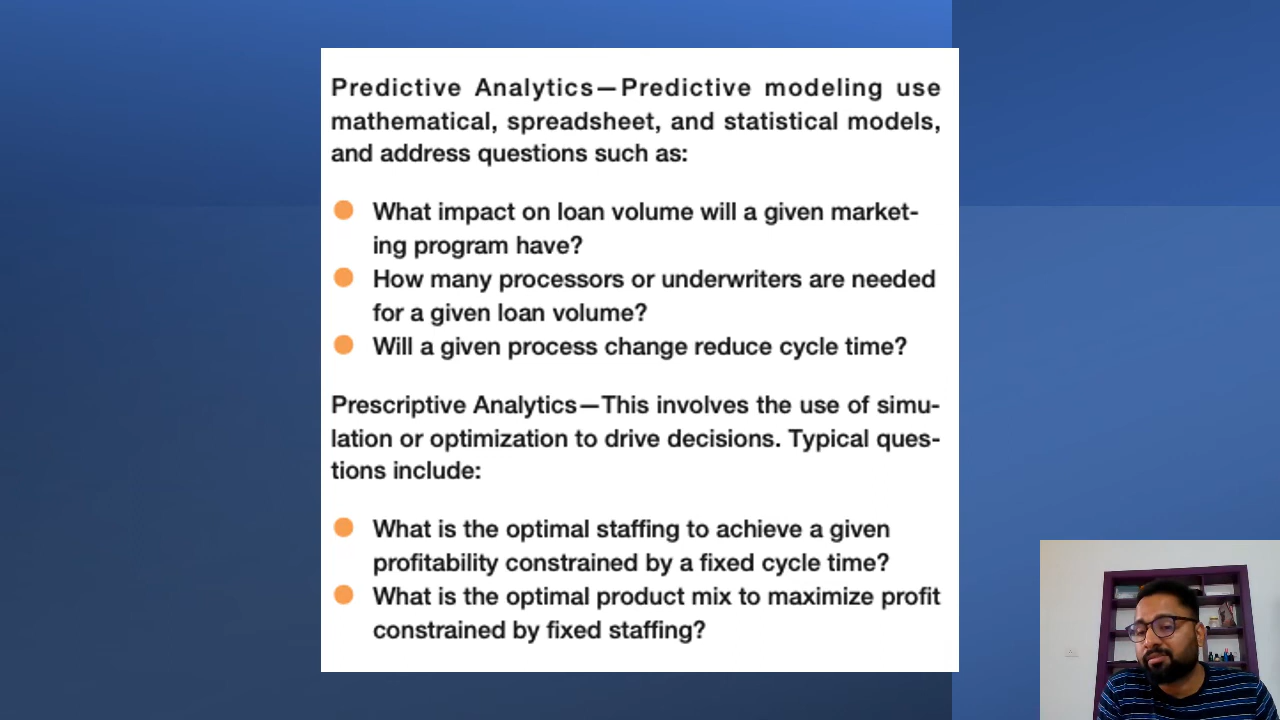 Predictive Analytics—Predictive modeling use
mathematical, spreadsheet, and statistical models,
and address questions such as:
What impact on loan volume will a given market-
ing program have?
How many processors or underwriters are needed
for a given loan volume?
Will a given process change reduce cycle time?
Prescriptive Analytics—This involves the use of simu-
lation or optimization to drive decisions. Typical ques-
tions include:
What is the optimal staffing to achieve a given
profitability constrained by a fixed cycle time?
What is the optimal product mix to maximize profit
constrained by fixed staffing?